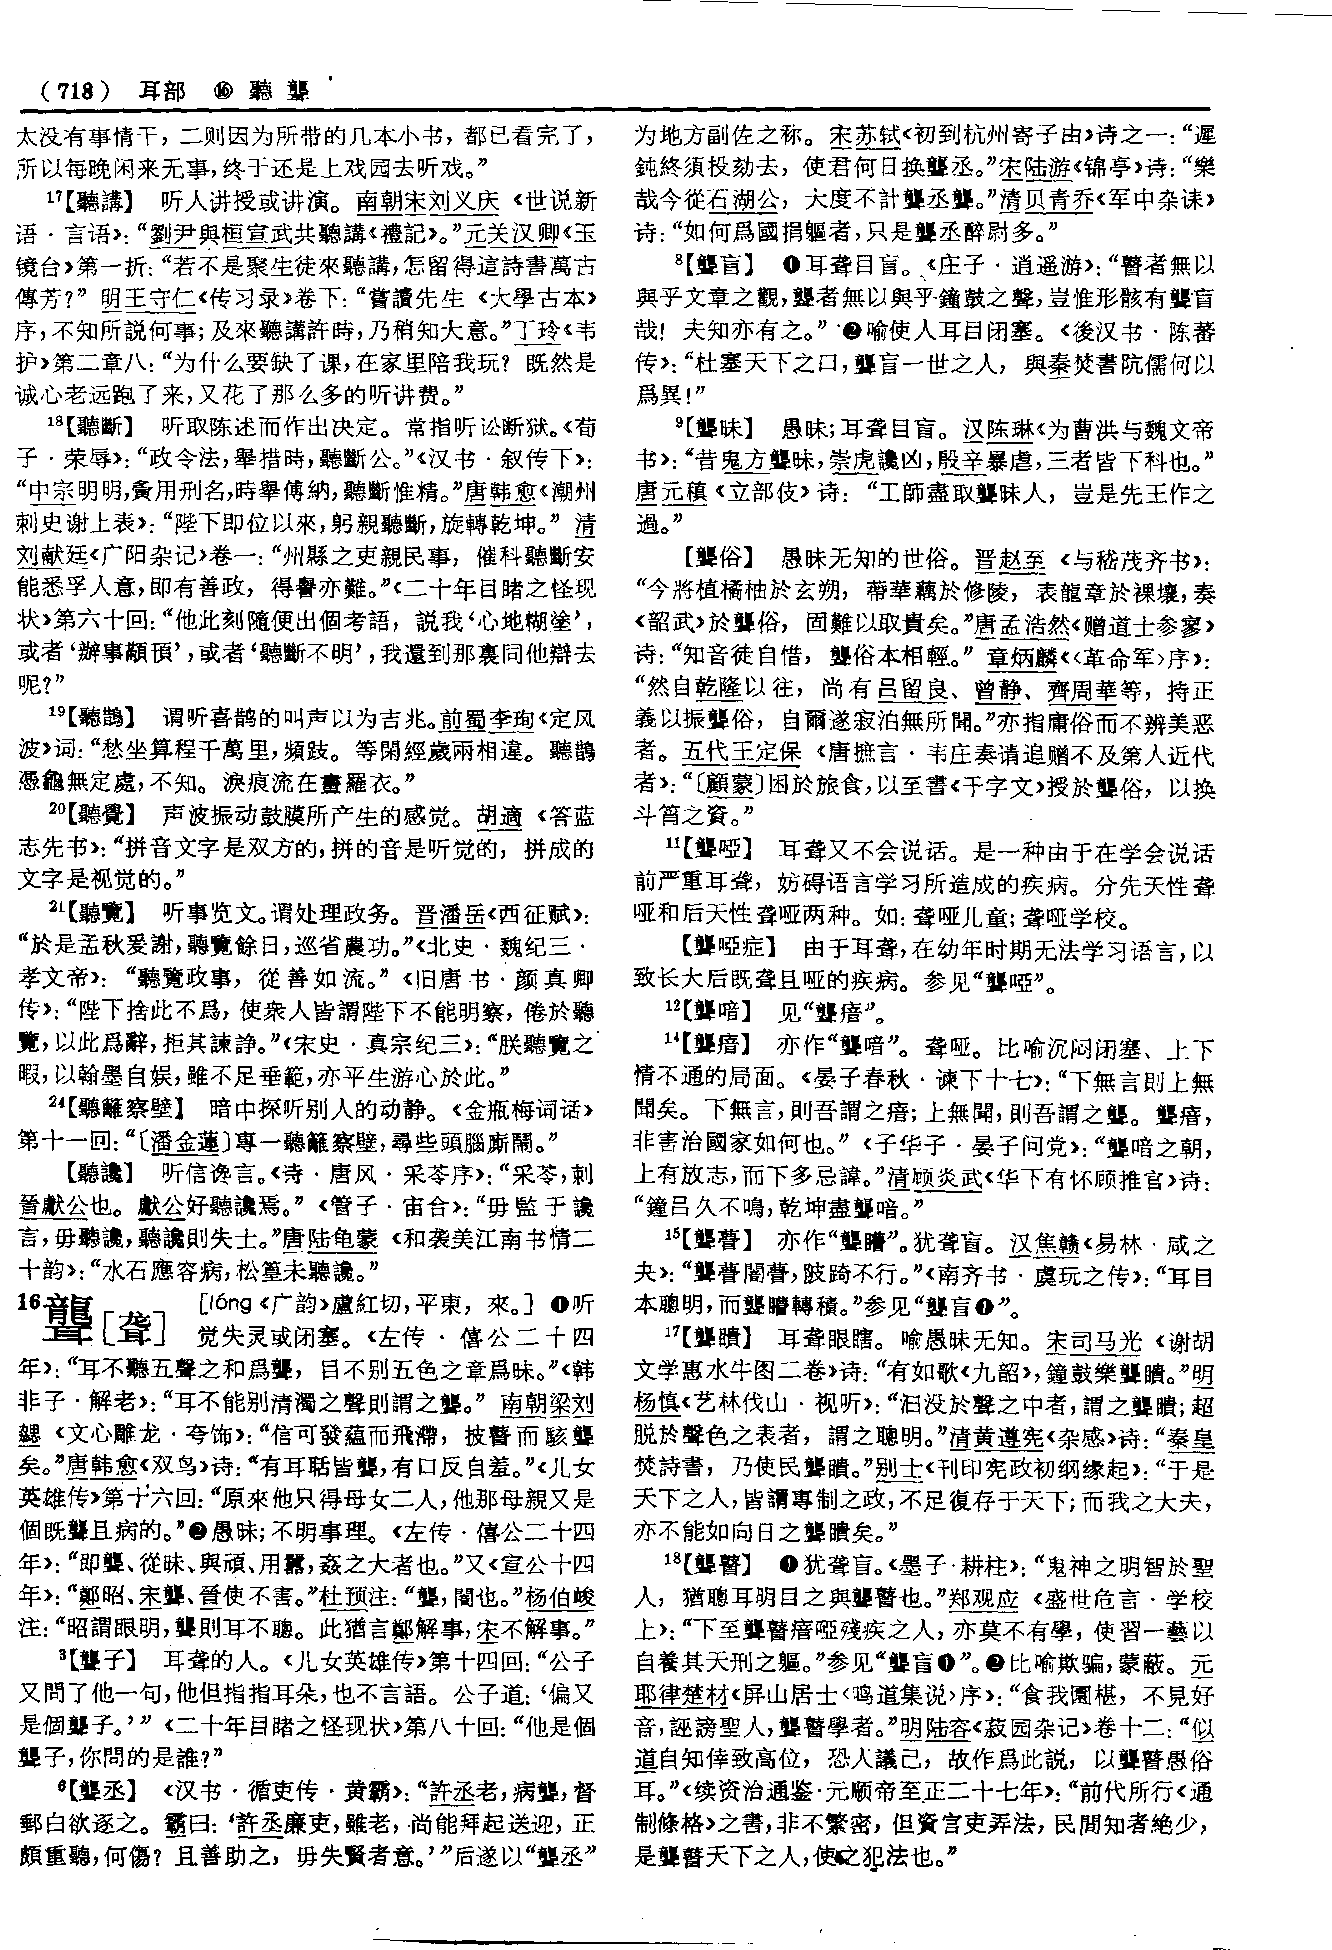 (718) 耳部 ⑯ 聽 聾
太没有事情干，二则因为所带的几本小书，都已看完了，
所以每晚闲来无事，终于还是上戏园去听戏。”
17【聽講】 听人讲授或讲演。南朝宋刘义庆《世说新
语·言语》：“劉尹與桓宣武共聽講《禮記》。”元关汉卿《玉
镜台》第一折：“若不是聚生徒來聽講，怎留得這詩書萬古
傳芳？” 明王守仁《传习录》卷下：“嘗讀先生《大學古本》
序，不知所説何事；及來聽講許時，乃稍知大意。”丁玲《韦
护》第二章八：“为什么要缺了课，在家里陪我玩？既然是
诚心老远跑了来，又花了那么多的听讲费。”
18【聽斷】 听取陈述而作出决定。常指听讼断狱。《荀
子·荣辱》：“政令法，舉措時，聽斷公。”《汉书·叙传下》：
“中宗明明，夤用刑名，時舉傅納，聽斷惟精。”唐韩愈《潮州
刺史谢上表》：“陛下即位以來，躬親聽斷，旋轉乾坤。” 清
刘献廷《广阳杂记》卷一：“州縣之吏親民事，催科聽斷安
能悉孚人意，即有善政，得譽亦難。”《二十年目睹之怪现
状》第六十回：“他此刻隨便出個考語，説我‘心地糊塗’，
或者‘辦事顢頇’，或者‘聽斷不明’，我還到那裏同他辯去
呢？”
19【聽鵲】 谓听喜鹊的叫声以为吉兆。前蜀李珣《定风
波》词：“愁坐算程千萬里，頻跂。等閑經歲兩相違。聽鵲
憑龜無定處，不知。淚痕流在畫羅衣。”
20【聽覺】 声波振动鼓膜所产生的感觉。胡適《答蓝
志先书》：“拼音文字是双方的，拼的音是听觉的，拼成的
文字是视觉的。”
21【聽覽】 听事览文。谓处理政务。晋潘岳《西征赋》：
“於是孟秋爰謝，聽覽餘日，巡省農功。”《北史·魏纪三·
孝文帝》：“聽覽政事，從善如流。”《旧唐书·颜真卿
传》：“陛下捨此不爲，使衆人皆謂陛下不能明察，倦於聽
覽，以此爲辭，拒其諫諍。”《宋史·真宗纪三》：“朕聽覽之
暇，以翰墨自娱，雖不足垂範，亦平生游心於此。”
24【聽籬察壁】 暗中探听别人的动静。《金瓶梅词话》
第十一回：“〔潘金蓮〕專一聽籬察壁，尋些頭腦厮鬧。”
【聽讒】 听信谗言。《诗·唐风·采苓序》：“采苓，刺
晉獻公也。獻公好聽讒焉。”《管子·宙合》：“毋監于讒
言，毋聽讒，聽讒則失士。”唐陆龟蒙《和袭美江南书情二
十韵》：“水石應容病，松篁未聽讒。”
16聾[聋] [lóng《广韵》盧紅切，平東，來。] ❶听
觉失灵或闭塞。《左传·僖公二十四
年》：“耳不聽五聲之和爲聾，目不别五色之章爲昧。”《韩
非子·解老》：“耳不能别清濁之聲則謂之聾。” 南朝梁刘
勰《文心雕龙·夸饰》：“信可發蘊而飛滯，披瞽而駭聾
矣。”唐韩愈《双鸟》诗：“有耳聒皆聾，有口反自羞。”《儿女
英雄传》第十六回：“原來他只得母女二人，他那母親又是
個既聾且病的。”❷愚昧；不明事理。《左传·僖公二十四
年》：“即聾、從昧、與頑、用嚚，姦之大者也。”又《宣公十四
年》：“鄭昭、宋聾、晉使不害。”杜预注：“聾，闇也。”杨伯峻
注：“昭謂眼明，聾則耳不聰。此猶言鄭解事，宋不解事。”
3【聾子】 耳聋的人。《儿女英雄传》第十四回：“公子
又問了他一句，他但指指耳朵，也不言語。公子道：‘偏又
是個聾子。’”《二十年目睹之怪现状》第八十回：“他是個
聾子，你問的是誰？”
6【聾丞】 《汉书·循吏传·黄霸》：“許丞老，病聾，督
郵白欲逐之。霸曰：‘許丞廉吏，雖老，尚能拜起送迎，正
頗重聽，何傷？且善助之，毋失賢者意。’”后遂以“聾丞”
为地方副佐之称。宋苏轼《初到杭州寄子由》诗之一：“遲
鈍終須投劾去，使君何日换聾丞。”宋陆游《锦亭》诗：“樂
哉今從石湖公，大度不計聾丞聾。”清贝青乔《军中杂诔》
诗：“如何爲國捐軀者，只是聾丞醉尉多。”
8【聾盲】 ❶耳聋目盲。《庄子·逍遥游》：“瞽者無以
與乎文章之觀，聾者無以與乎鐘鼓之聲，豈惟形骸有聾盲
哉！夫知亦有之。”❷喻使人耳目闭塞。《後汉书·陈蕃
传》：“杜塞天下之口，聾盲一世之人，與秦焚書阬儒何以
爲異！”
9【聾昧】 愚昧；耳聋目盲。汉陈琳《为曹洪与魏文帝
书》：“昔鬼方聾昧，崇虎讒凶，殷辛暴虐，三者皆下科也。”
唐元稹《立部伎》诗：“工師盡取聾昧人，豈是先王作之
過。”
【聾俗】 愚昧无知的世俗。晋赵至《与嵇茂齐书》：
“今將植橘柚於玄朔，蔕華藕於修陵，表龍章於裸壤，奏
《韶武》於聾俗，固難以取貴矣。”唐孟浩然《赠道士参寥》
诗：“知音徒自惜，聾俗本相輕。” 章炳麟《〈革命军〉序》：
“然自乾隆以往，尚有吕留良、曾静、齊周華等，持正
義以振聾俗，自爾遂寂泊無所聞。”亦指庸俗而不辨美恶
者。五代王定保《唐摭言·韦庄奏请追赠不及第人近代
者》：“〔顧蒙〕困於旅食，以至書《千字文》授於聾俗，以换
斗筲之資。”
11【聾啞】 耳聋又不会说话。是一种由于在学会说话
前严重耳聋，妨碍语言学习所造成的疾病。分先天性聋
哑和后天性聋哑两种。如：聋哑儿童；聋哑学校。
【聾啞症】 由于耳聋，在幼年时期无法学习语言，以
致长大后既聋且哑的疾病。参见“聾啞”。
12【聾喑】 见“聾瘖”。
14【聾瘖】 亦作“聾喑”。聋哑。比喻沉闷闭塞、上下
情不通的局面。《晏子春秋·谏下十七》：“下無言則上無
聞矣。下無言，則吾謂之瘖；上無聞，則吾謂之聾。聾瘖，
非害治國家如何也。”《子华子·晏子问党》：“聾喑之朝，
上有放志，而下多忌諱。”清顾炎武《华下有怀顾推官》诗：
“鐘吕久不鳴，乾坤盡聾喑。”
15【聾瞢】 亦作“聾矒”。犹聋盲。汉焦赣《易林·咸之
夬》：“聾瞢闇瞢，跛踦不行。”《南齐书·虞玩之传》：“耳目
本聰明，而聾矒轉積。”参见“聾盲❶”。
17【聾瞶】 耳聋眼瞎。喻愚昧无知。宋司马光《谢胡
文学惠水牛图二卷》诗：“有如歌《九韶》，鐘鼓樂聾瞶。”明
杨慎《艺林伐山·视听》：“汩没於聲之中者，謂之聾瞶；超
脱於聲色之表者，謂之聰明。”清黄遵宪《杂感》诗：“秦皇
焚詩書，乃使民聾瞶。”别士《刊印宪政初纲缘起》：“于是
天下之人，皆謂專制之政，不足復存于天下；而我之大夫，
亦不能如向日之聾瞶矣。”
18【聾瞽】 ❶犹聋盲。《墨子·耕柱》：“鬼神之明智於聖
人，猶聰耳明目之與聾瞽也。”郑观应《盛世危言·学校
上》：“下至聾瞽瘖啞殘疾之人，亦莫不有學，使習一藝以
自養其天刑之軀。”参见“聾盲❶”。❷比喻欺骗，蒙蔽。元
耶律楚材《屏山居士〈鸣道集说〉序》：“食我園椹，不見好
音，誣謗聖人，聾瞽學者。”明陆容《菽园杂记》卷十二：“似
道自知倖致高位，恐人議己，故作爲此説，以聾瞽愚俗
耳。”《续资治通鉴·元顺帝至正二十七年》：“前代所行《通
制條格》之書，非不繁密，但資官吏弄法，民間知者絶少，
是聾瞽天下之人，使之犯法也。”